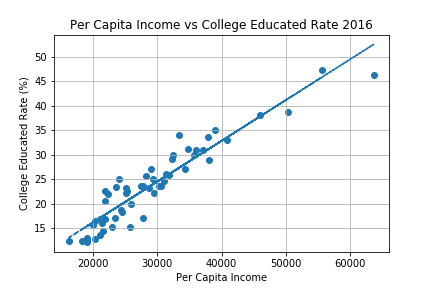 Per Capita Income vs College Educated Rate 2016
College Educated Rate (%)
50
45
40
35
30
25
20
15
20000 30000 40000 50000 60000
Per Capita Income